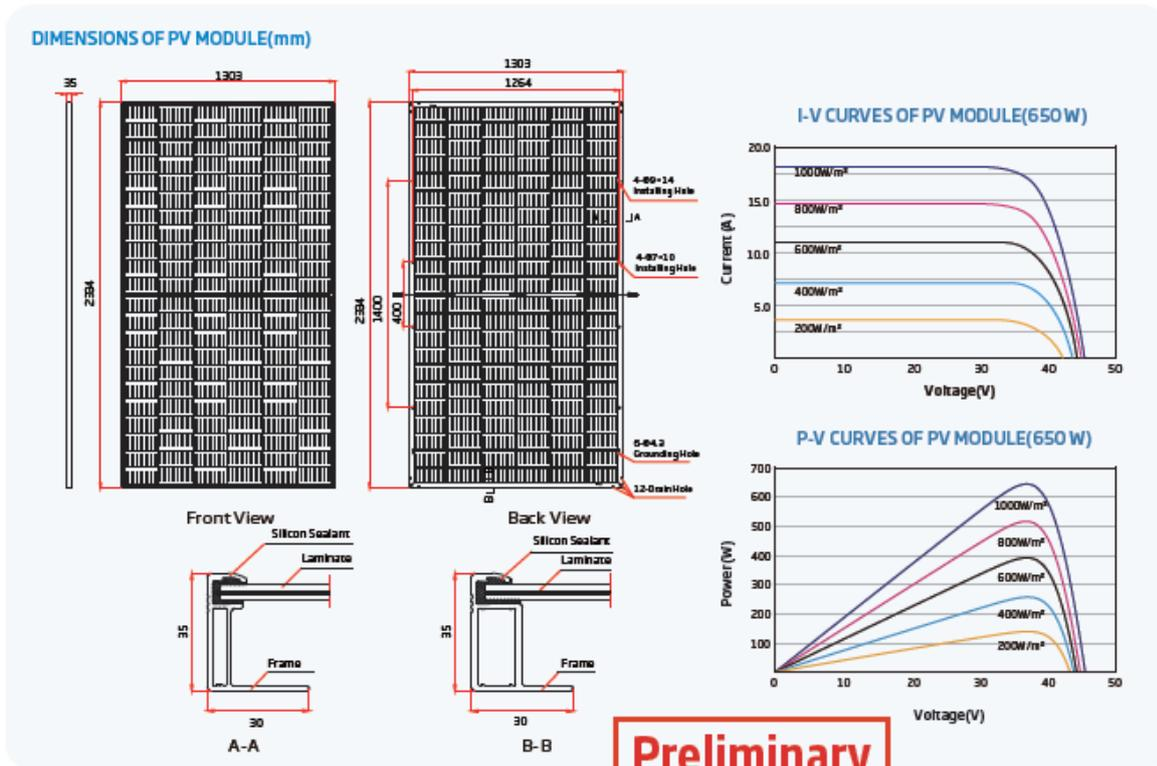 DIMENSIONS OF PV MODULE(mm)
35
1303
2384
Front View
1303
1264
2384
1400
400
4-Φ9×14
Installing Hole
A
A
4-Φ7×10
Installing Hole
6-Φ4.2
Grounding Hole
12-Drain Hole
Back View
Silicon Sealant
Laminate
35
Frame
30
A-A
Silicon Sealant
Laminate
35
Frame
30
B-B
I-V CURVES OF PV MODULE(650 W)
20.0
15.0
10.0
5.0
Current (A)
1000W/m²
800W/m²
600W/m²
400W/m²
200W/m²
0 10 20 30 40 50
Voltage(V)
P-V CURVES OF PV MODULE(650 W)
700
600
500
400
300
200
100
Power(W)
1000W/m²
800W/m²
600W/m²
400W/m²
200W/m²
0 10 20 30 40 50
Voltage(V)
Preliminary